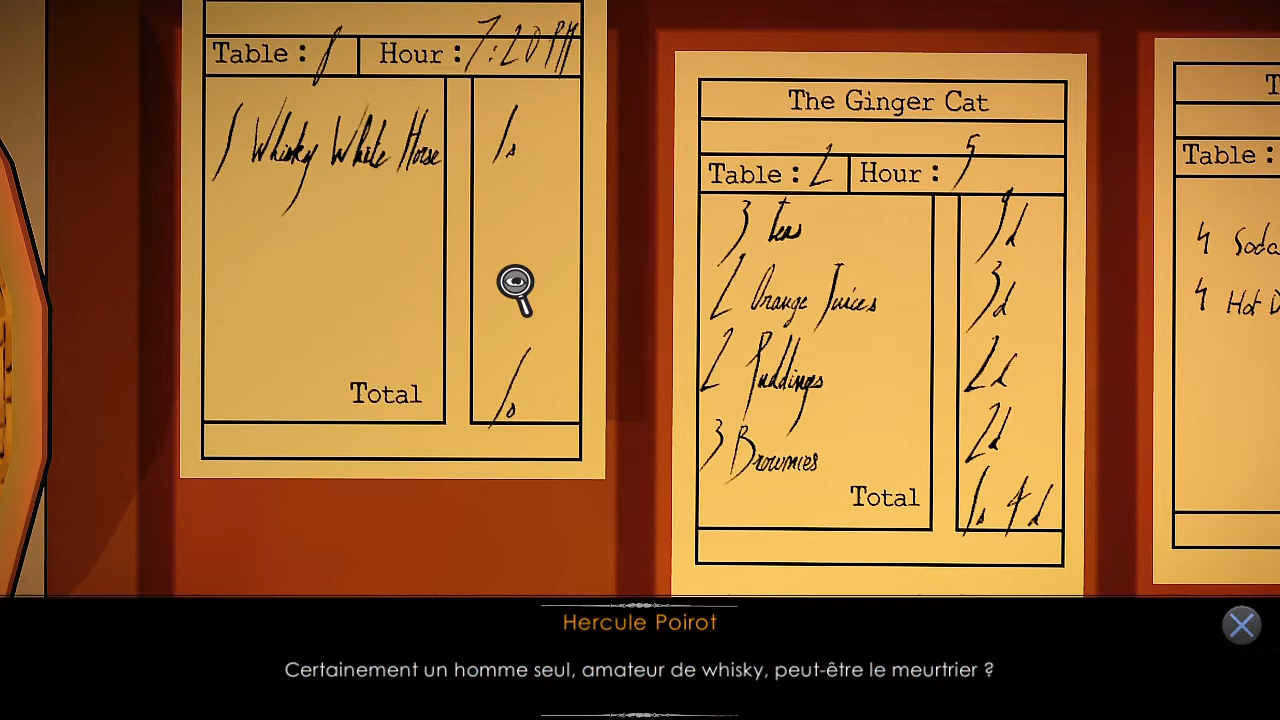 Table : 8 Hour : 7:20PM
1 Whisky White Horse 1s
Total 1s
The Ginger Cat
Table : 2 Hour : 5
3 teas 9d
2 Orange Juices 3d
2 Puddings 2d
3 Brownies 2d
Total 1s 4d
T
Table :
4 Soda
4 Hot D
Hercule Poirot
Certainement un homme seul, amateur de whisky, peut-être le meurtrier ?